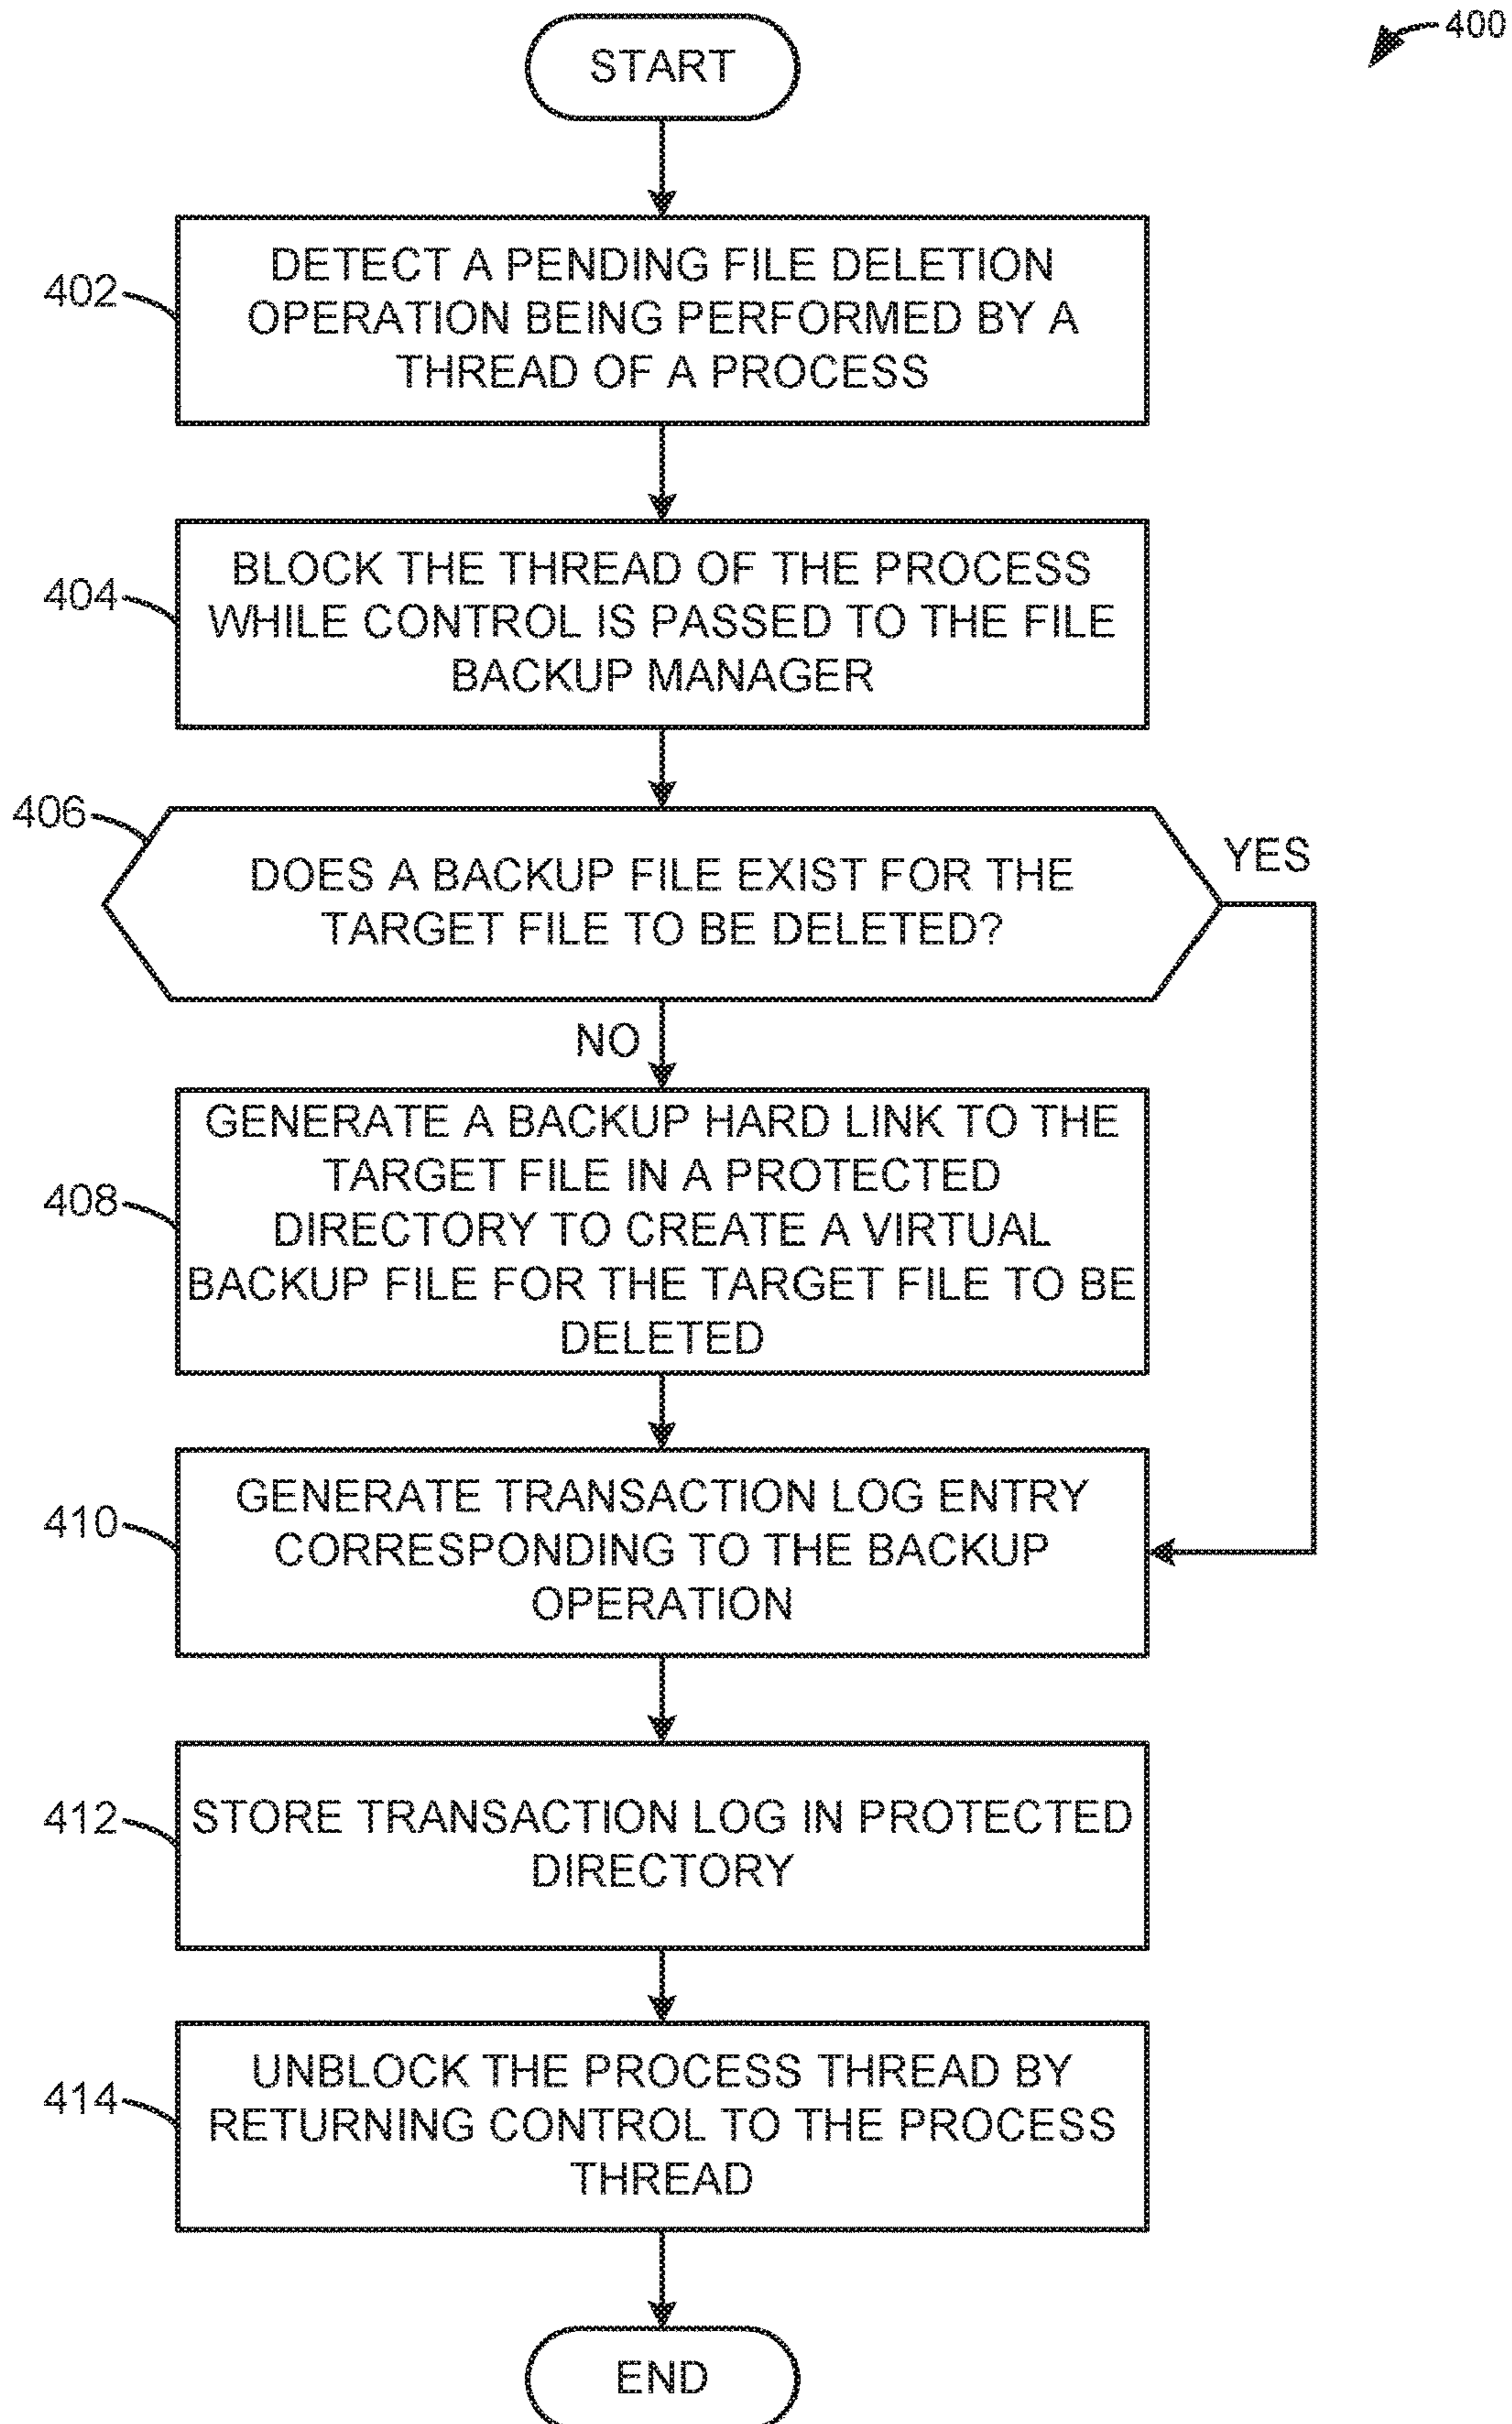 400
START
402
DETECT A PENDING FILE DELETION
OPERATION BEING PERFORMED BY A
THREAD OF A PROCESS
404
BLOCK THE THREAD OF THE PROCESS
WHILE CONTROL IS PASSED TO THE FILE
BACKUP MANAGER
406
DOES A BACKUP FILE EXIST FOR THE
TARGET FILE TO BE DELETED?
YES
NO
408
GENERATE A BACKUP HARD LINK TO THE
TARGET FILE IN A PROTECTED
DIRECTORY TO CREATE A VIRTUAL
BACKUP FILE FOR THE TARGET FILE TO BE
DELETED
410
GENERATE TRANSACTION LOG ENTRY
CORRESPONDING TO THE BACKUP
OPERATION
412
STORE TRANSACTION LOG IN PROTECTED
DIRECTORY
414
UNBLOCK THE PROCESS THREAD BY
RETURNING CONTROL TO THE PROCESS
THREAD
END